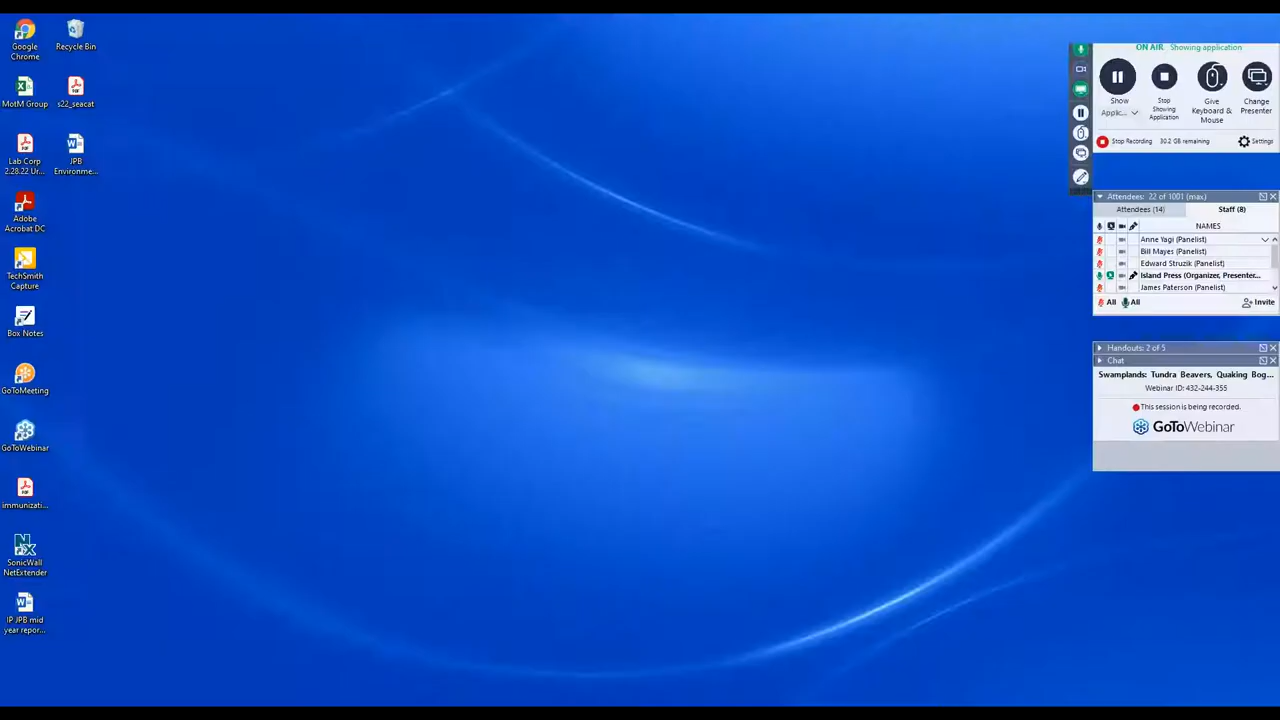 Google
Chrome
Recycle Bin
MotM Group
s22_seacat
Lab Corp
2.28.22 Ur...
JPB
Environme...
Adobe
Acrobat DC
TechSmith
Capture
Box Notes
GoToMeeting
GoToWebinar
immunizati...
SonicWall
NetExtender
IP JPB mid
year repor...
ON AIR Showing application
Show
Applic...
Stop
Showing
Application
Give
Keyboard &
Mouse
Change
Presenter
Stop Recording 30.2 GB remaining Settings
Attendees: 22 of 1001 (max)
Attendees (14) Staff (8)
NAMES
Anne Yagi (Panelist)
Bill Mayes (Panelist)
Edward Struzik (Panelist)
Island Press (Organizer, Presenter...
James Paterson (Panelist)
All All Invite
Handouts: 2 of 5
Chat
Swamplands: Tundra Beavers, Quaking Bog...
Webinar ID: 432-244-355
This session is being recorded.
GoToWebinar